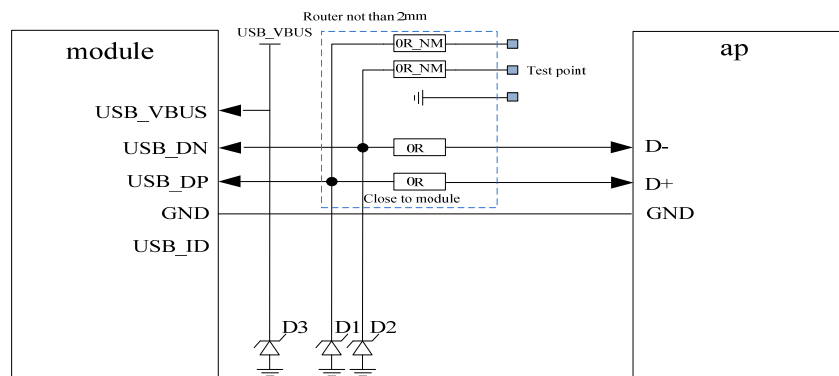 Router not than 2mm
USB_VBUS
module
ap
0R_NM
0R_NM
Test point
USB_VBUS
USB_DN
0R
D-
USB_DP
0R
D+
Close to module
GND
GND
USB_ID
D3
D1
D2